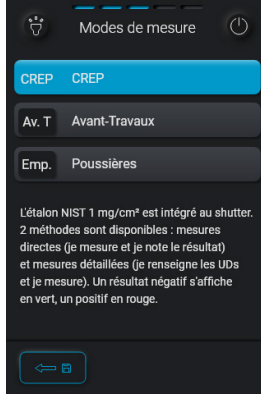 Modes de mesure
CREP CREP
Av. T Avant-Travaux
Emp. Poussières
L'étalon NIST 1 mg/cm² est intégré au shutter.
2 méthodes sont disponibles : mesures
directes (je mesure et je note le résultat)
et mesures détaillées (je renseigne les UDs
et je mesure). Un résultat négatif s'affiche
en vert, un positif en rouge.